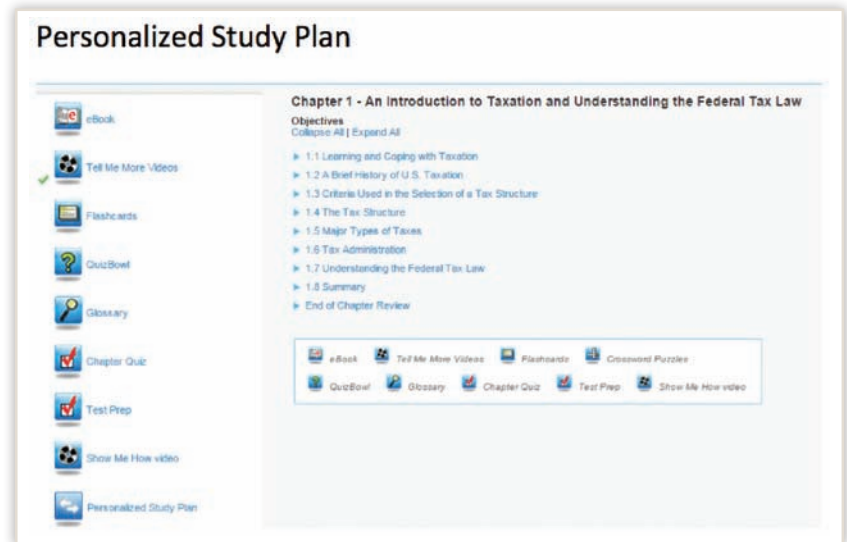 Personalized Study Plan
eBook
Tell Me More Videos
Flashcards
QuizBowl
Glossary
Chapter Quiz
Test Prep
Show Me How video
Personalized Study Plan
Chapter 1 - An Introduction to Taxation and Understanding the Federal Tax Law
Objectives
Collapse All | Expand All
1.1 Learning and Coping with Taxation
1.2 A Brief History of U.S. Taxation
1.3 Criteria Used in the Selection of a Tax Structure
1.4 The Tax Structure
1.5 Major Types of Taxes
1.6 Tax Administration
1.7 Understanding the Federal Tax Law
1.8 Summary
End of Chapter Review
eBook Tell Me More Videos Flashcards Crossword Puzzles
QuizBowl Glossary Chapter Quiz Test Prep Show Me How video